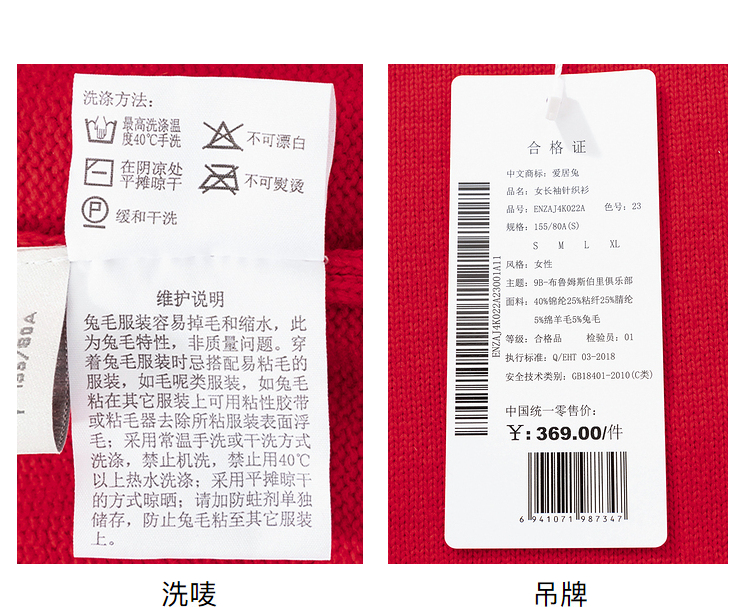 洗涤方法:
最高洗涤温
度40℃手洗
不可漂白
在阴凉处
平摊晾干
不可熨烫
P
缓和干洗
维护说明
兔毛服装容易掉毛和缩水，此
为兔毛特性，非质量问题。穿
着兔毛服装时忌搭配易粘毛的
服装，如毛呢类服装，如兔毛
粘在其它服装上可用粘性胶带
或粘毛器去除所粘服装表面浮
毛；采用常温手洗或干洗方式
洗涤，禁止机洗，禁止用40℃
以上热水洗涤；采用平摊晾干
的方式晾晒；请加防蛀剂单独
储存，防止兔毛粘至其它服装
上。
155/80A
洗唛
合格证
中文商标: 爱居兔
品名: 女长袖针织衫
品号: ENZAJ4K022A 色号: 23
规格: 155/80A(S)
S M L XL
风格: 女性
主题: 9B-布鲁姆斯伯里俱乐部
面料: 40%锦纶25%粘纤25%腈纶
5%绵羊毛5%兔毛
等级: 合格品 检验员: 01
执行标准: Q/EHT 03-2018
安全技术类别: GB18401-2010(C类)
中国统一零售价:
¥: 369.00/件
6 941071 987347
ENZAJ4K022A23001A11
吊牌